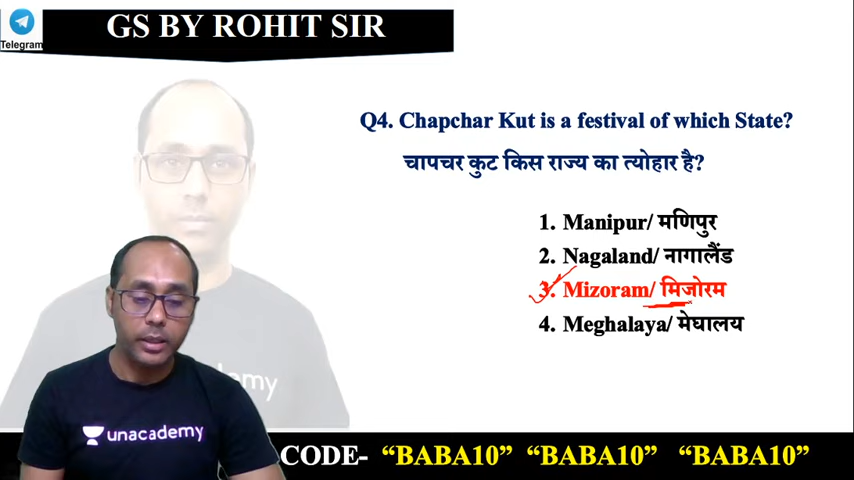 GS BY ROHIT SIR
Telegram
Q4. Chapchar Kut is a festival of which State?
चापचर कुट किस राज्य का त्योहार है?
1. Manipur/ मणिपुर
2. Nagaland/ नागालैंड
3. Mizoram/ मिजोरम
4. Meghalaya/ मेघालय
emy
unacademy
CODE- “BABA10” “BABA10” “BABA10”